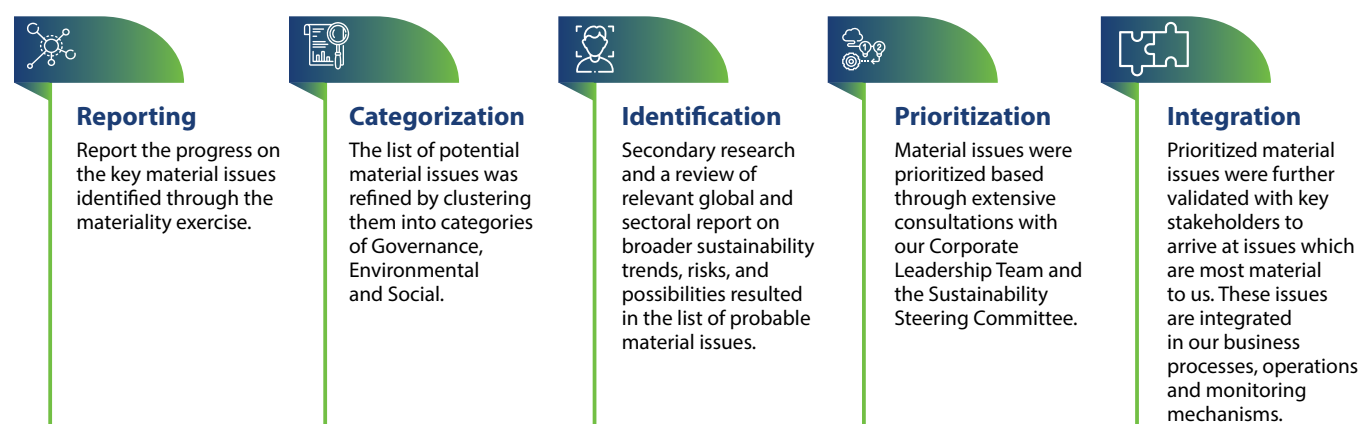 Reporting
Report the progress on
the key material issues
identified through the
materiality exercise.
Categorization
The list of potential
material issues was
refined by clustering
them into categories
of Governance,
Environmental
and Social.
Identification
Secondary research
and a review of
relevant global and
sectoral report on
broader sustainability
trends, risks, and
possibilities resulted
in the list of probable
material issues.
1 2
Prioritization
Material issues were
prioritized based
through extensive
consultations with
our Corporate
Leadership Team and
the Sustainability
Steering Committee.
Integration
Prioritized material
issues were further
validated with key
stakeholders to
arrive at issues which
are most material
to us. These issues
are integrated
in our business
processes, operations
and monitoring
mechanisms.